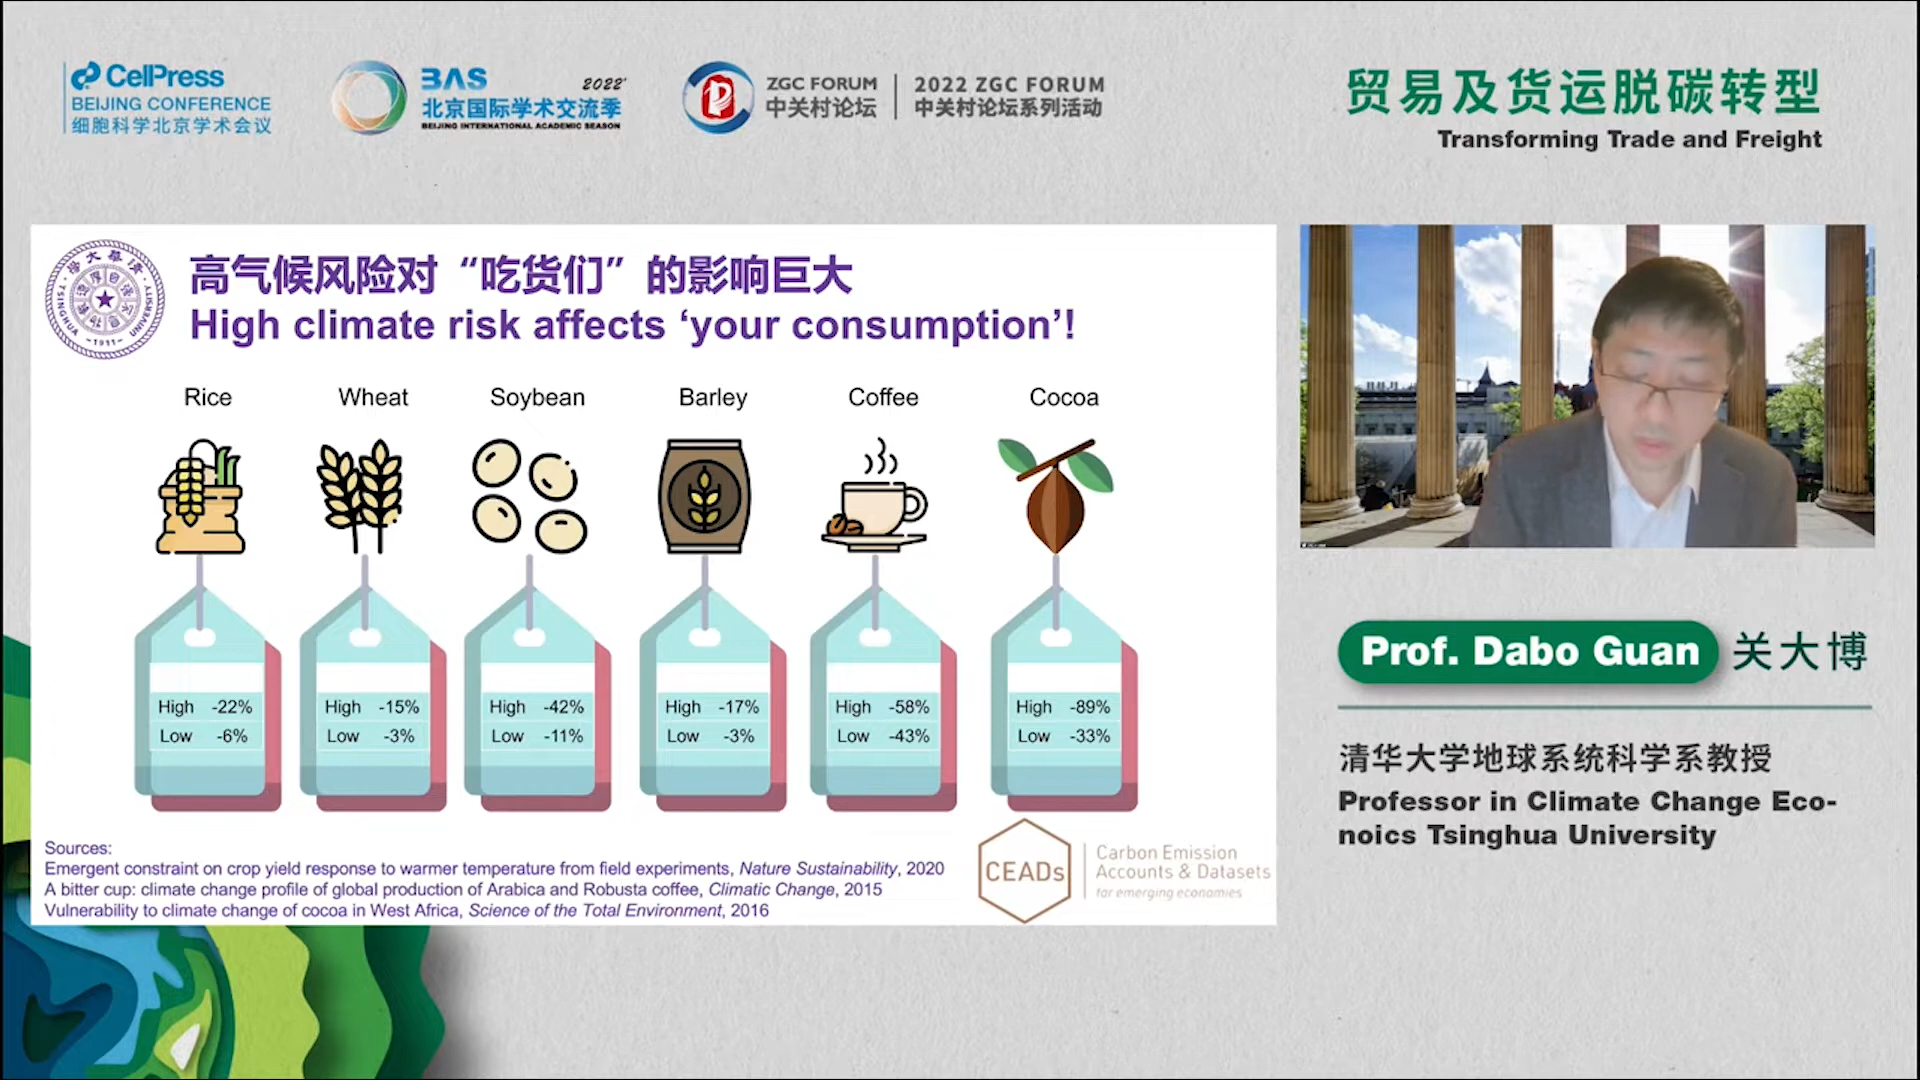 CellPress
BEIJING CONFERENCE
细胞科学北京学术会议
BAS 2022
北京国际学术交流季
BEIJING INTERNATIONAL ACADEMIC SEASON
ZGC FORUM
中关村论坛
2022 ZGC FORUM
中关村论坛系列活动
贸易及货运脱碳转型
Transforming Trade and Freight
TSINGHUA UNIVERSITY
-1911-
高气候风险对“吃货们”的影响巨大
High climate risk affects ‘your consumption’!
Rice Wheat Soybean Barley Coffee Cocoa
High -22% High -15% High -42% High -17% High -58% High -89%
Low -6% Low -3% Low -11% Low -3% Low -43% Low -33%
Sources:
Emergent constraint on crop yield response to warmer temperature from field experiments, Nature Sustainability, 2020
A bitter cup: climate change profile of global production of Arabica and Robusta coffee, Climatic Change, 2015
Vulnerability to climate change of cocoa in West Africa, Science of the Total Environment, 2016
CEADs
Carbon Emission
Accounts & Datasets
for emerging economies
Prof. Dabo Guan 关大博
清华大学地球系统科学系教授
Professor in Climate Change Eco-
noics Tsinghua University